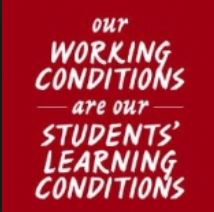 our
WORKING
CONDITIONS
are our
STUDENTS'
LEARNING
CONDITIONS